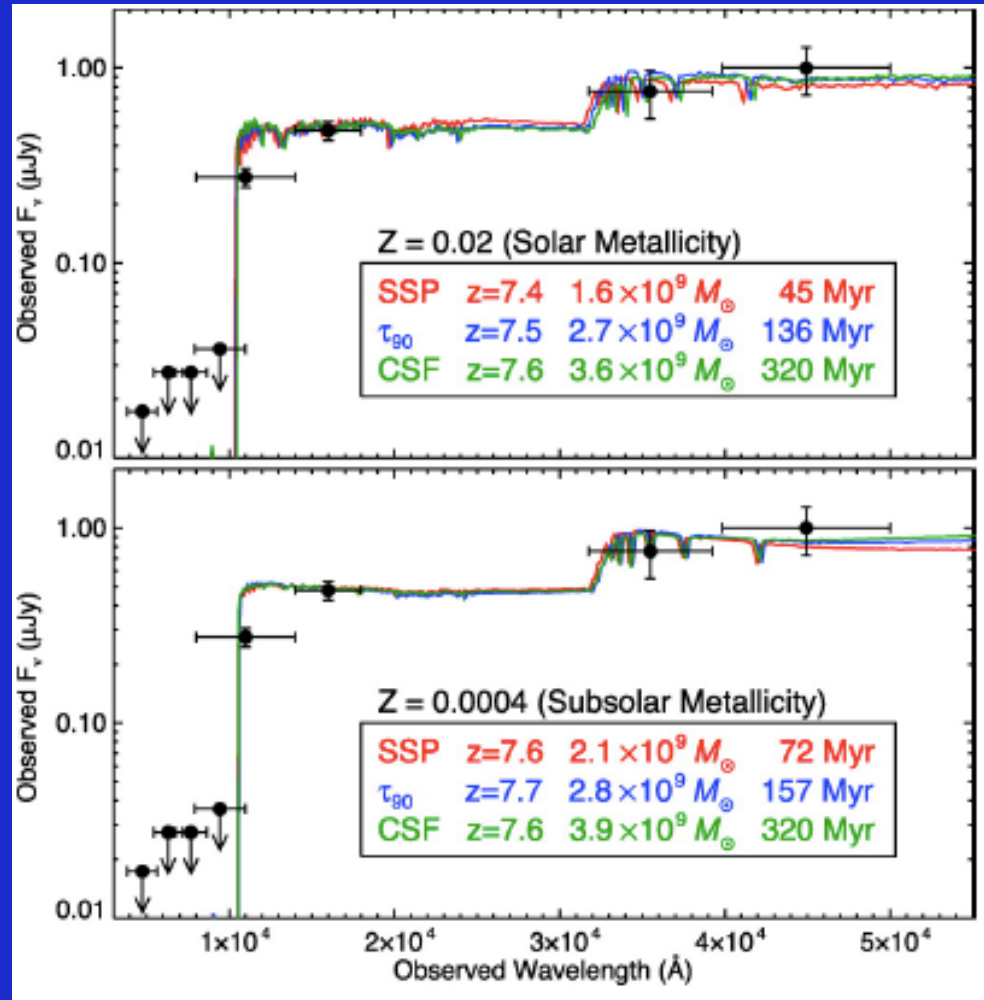 1.00
0.10
0.01
Observed Fν (μJy)
Z = 0.02 (Solar Metallicity)
SSP z=7.4 1.6×10⁹ M☉ 45 Myr
τ₉₀ z=7.5 2.7×10⁹ M☉ 136 Myr
CSF z=7.6 3.6×10⁹ M☉ 320 Myr
1.00
0.10
0.01
Observed Fν (μJy)
Z = 0.0004 (Subsolar Metallicity)
SSP z=7.6 2.1×10⁹ M☉ 72 Myr
τ₉₀ z=7.7 2.8×10⁹ M☉ 157 Myr
CSF z=7.6 3.9×10⁹ M☉ 320 Myr
1×10⁴ 2×10⁴ 3×10⁴ 4×10⁴ 5×10⁴
Observed Wavelength (Å)